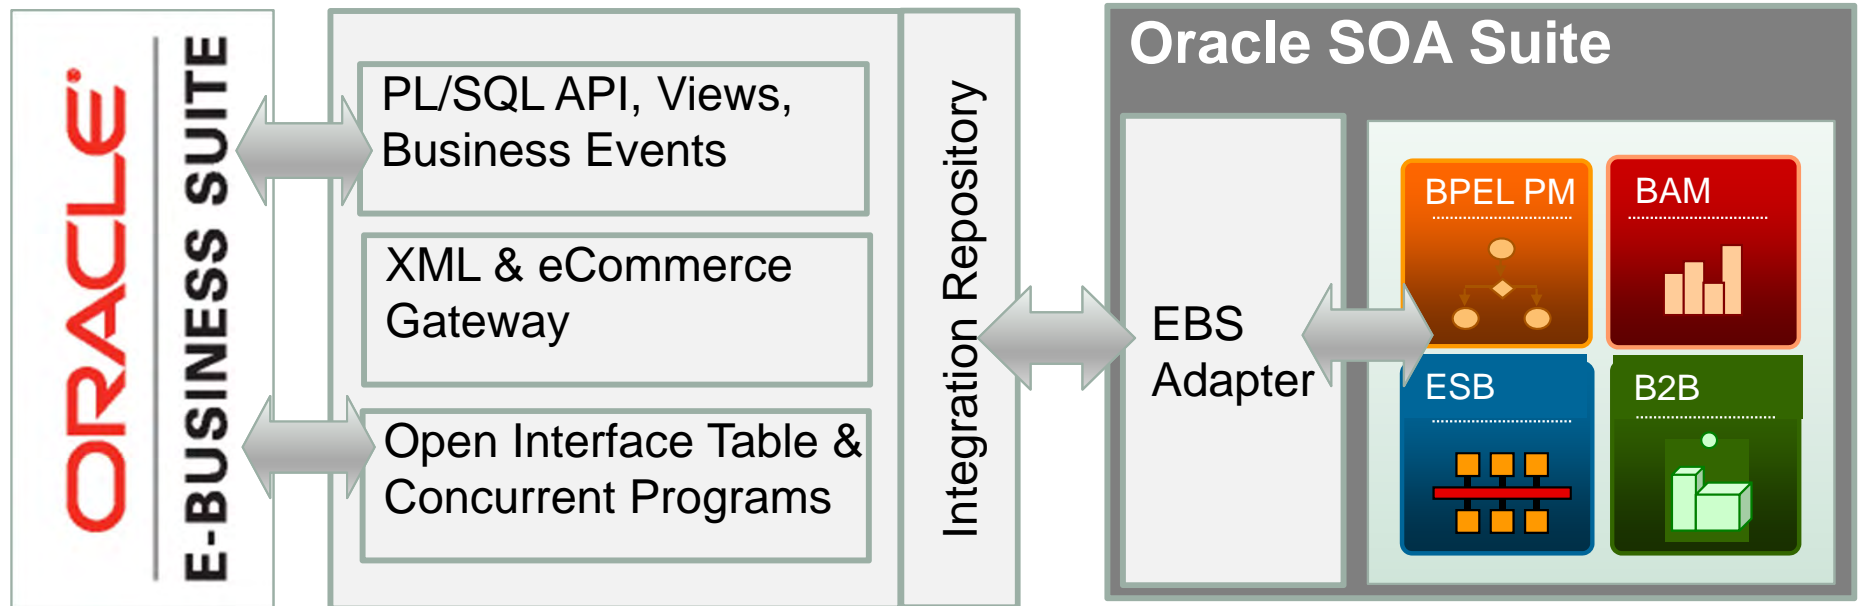 ORACLE
E-BUSINESS SUITE
PL/SQL API, Views,
Business Events
XML & eCommerce
Gateway
Open Interface Table &
Concurrent Programs
Integration Repository
Oracle SOA Suite
EBS
Adapter
BPEL PM
BAM
ESB
B2B